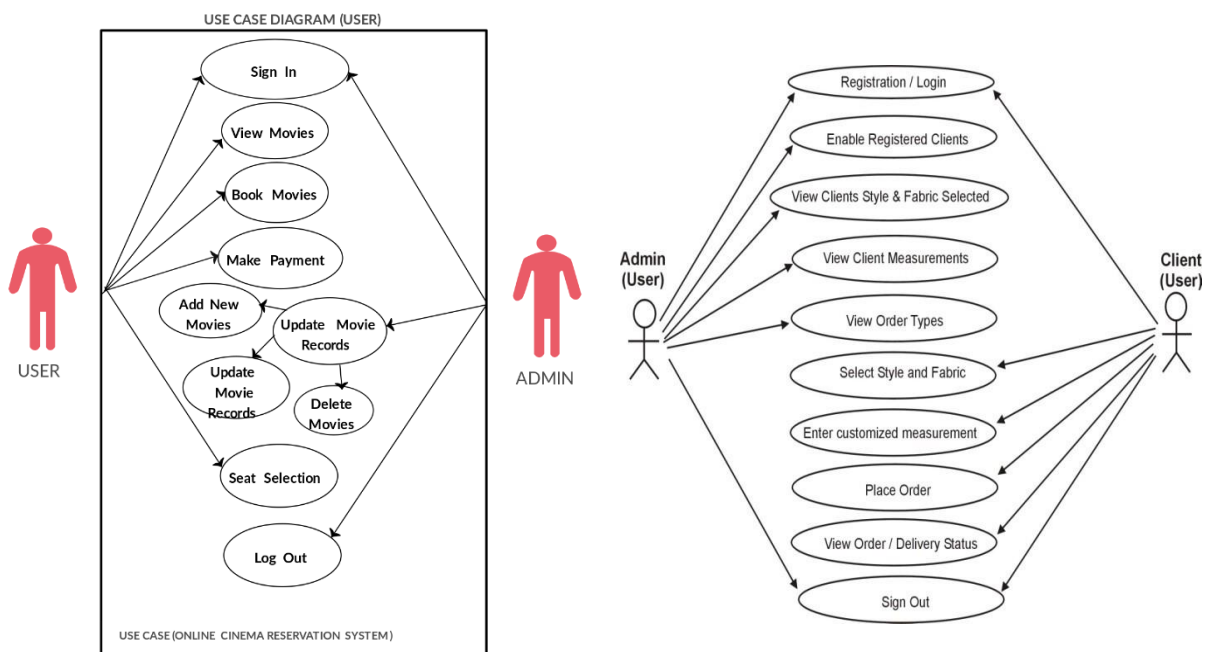 USE CASE DIAGRAM (USER)
Sign In
View Movies
Book Movies
Make Payment
Add New
Movies
Update Movie
Records
Update
Movie
Records
Delete
Movies
Seat Selection
Log Out
USER
ADMIN
USE CASE (ONLINE CINEMA RESERVATION SYSTEM)
Registration / Login
Enable Registered Clients
View Clients Style & Fabric Selected
View Client Measurements
View Order Types
Select Style and Fabric
Enter customized measurement
Place Order
View Order / Delivery Status
Sign Out
Admin
(User)
Client
(User)